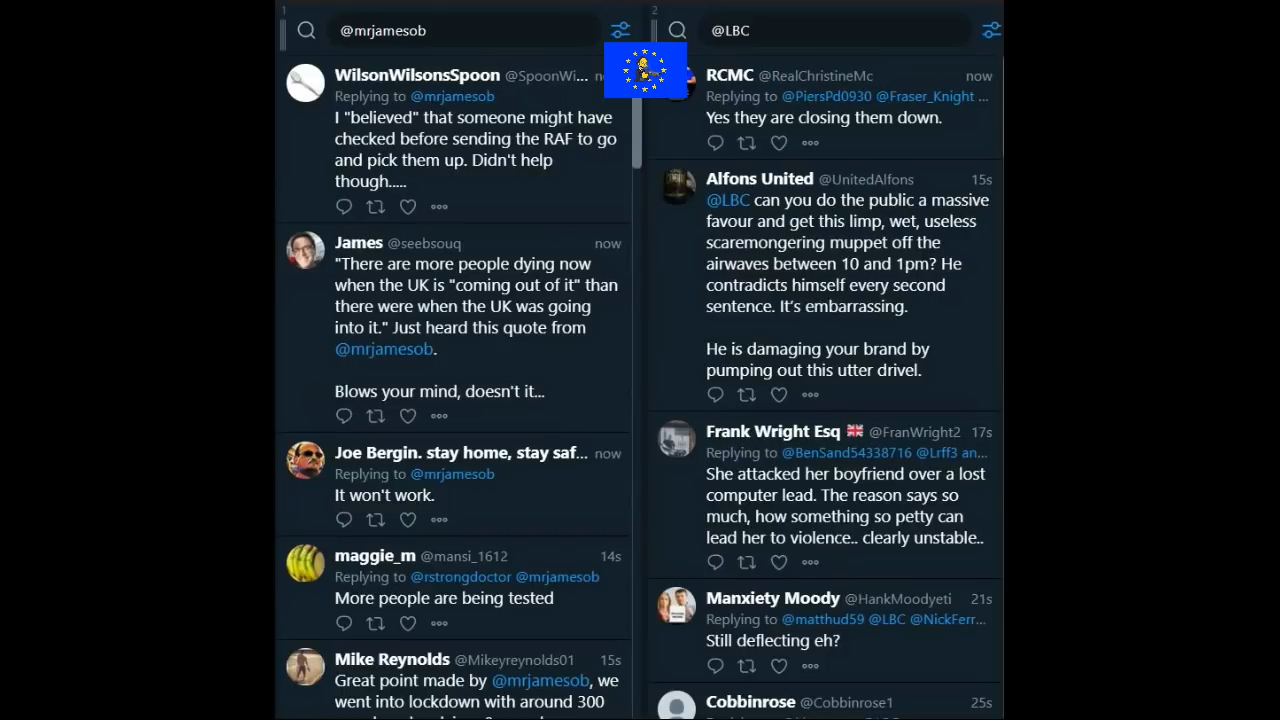 1
@mrjamesob
WilsonWilsonsSpoon @SpoonWi...
Replying to @mrjamesob
I "believed" that someone might have
checked before sending the RAF to go
and pick them up. Didn't help
though.....
James @seebsouq now
"There are more people dying now
when the UK is "coming out of it" than
there were when the UK was going
into it." Just heard this quote from
@mrjamesob.
Blows your mind, doesn't it...
Joe Bergin. stay home, stay saf... now
Replying to @mrjamesob
It won't work.
maggie_m @mansi_1612 14s
Replying to @rstrongdoctor @mrjamesob
More people are being tested
Mike Reynolds @Mikeyreynolds01 15s
Great point made by @mrjamesob, we
went into lockdown with around 300
2
@LBC
RCMC @RealChristineMc now
Replying to @PiersPd0930 @Fraser_Knight ...
Yes they are closing them down.
Alfons United @UnitedAlfons 15s
@LBC can you do the public a massive
favour and get this limp, wet, useless
scaremongering muppet off the
airwaves between 10 and 1pm? He
contradicts himself every second
sentence. It's embarrassing.
He is damaging your brand by
pumping out this utter drivel.
Frank Wright Esq @FranWright2 17s
Replying to @BenSand54338716 @Lrff3 an...
She attacked her boyfriend over a lost
computer lead. The reason says so
much, how something so petty can
lead her to violence.. clearly unstable..
Manxiety Moody @HankMoodyeti 21s
Replying to @matthud59 @LBC @NickFerr...
Still deflecting eh?
Cobbinrose @Cobbinrose1 25s